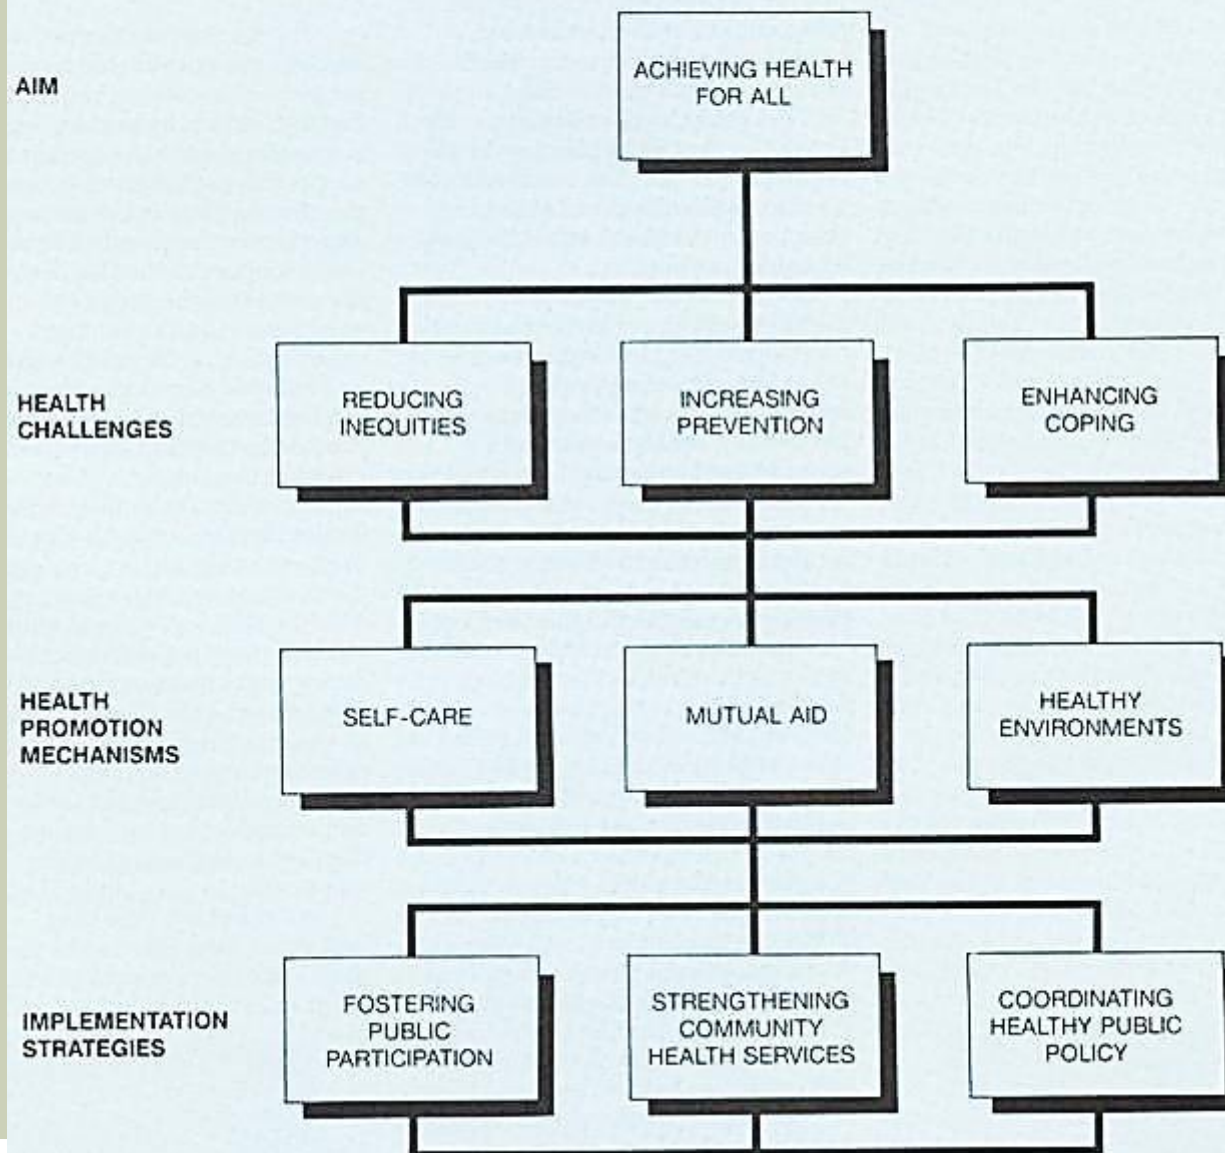 AIM
ACHIEVING HEALTH
FOR ALL
HEALTH
CHALLENGES
REDUCING
INEQUITIES
INCREASING
PREVENTION
ENHANCING
COPING
HEALTH
PROMOTION
MECHANISMS
SELF-CARE
MUTUAL AID
HEALTHY
ENVIRONMENTS
IMPLEMENTATION
STRATEGIES
FOSTERING
PUBLIC
PARTICIPATION
STRENGTHENING
COMMUNITY
HEALTH SERVICES
COORDINATING
HEALTHY PUBLIC
POLICY